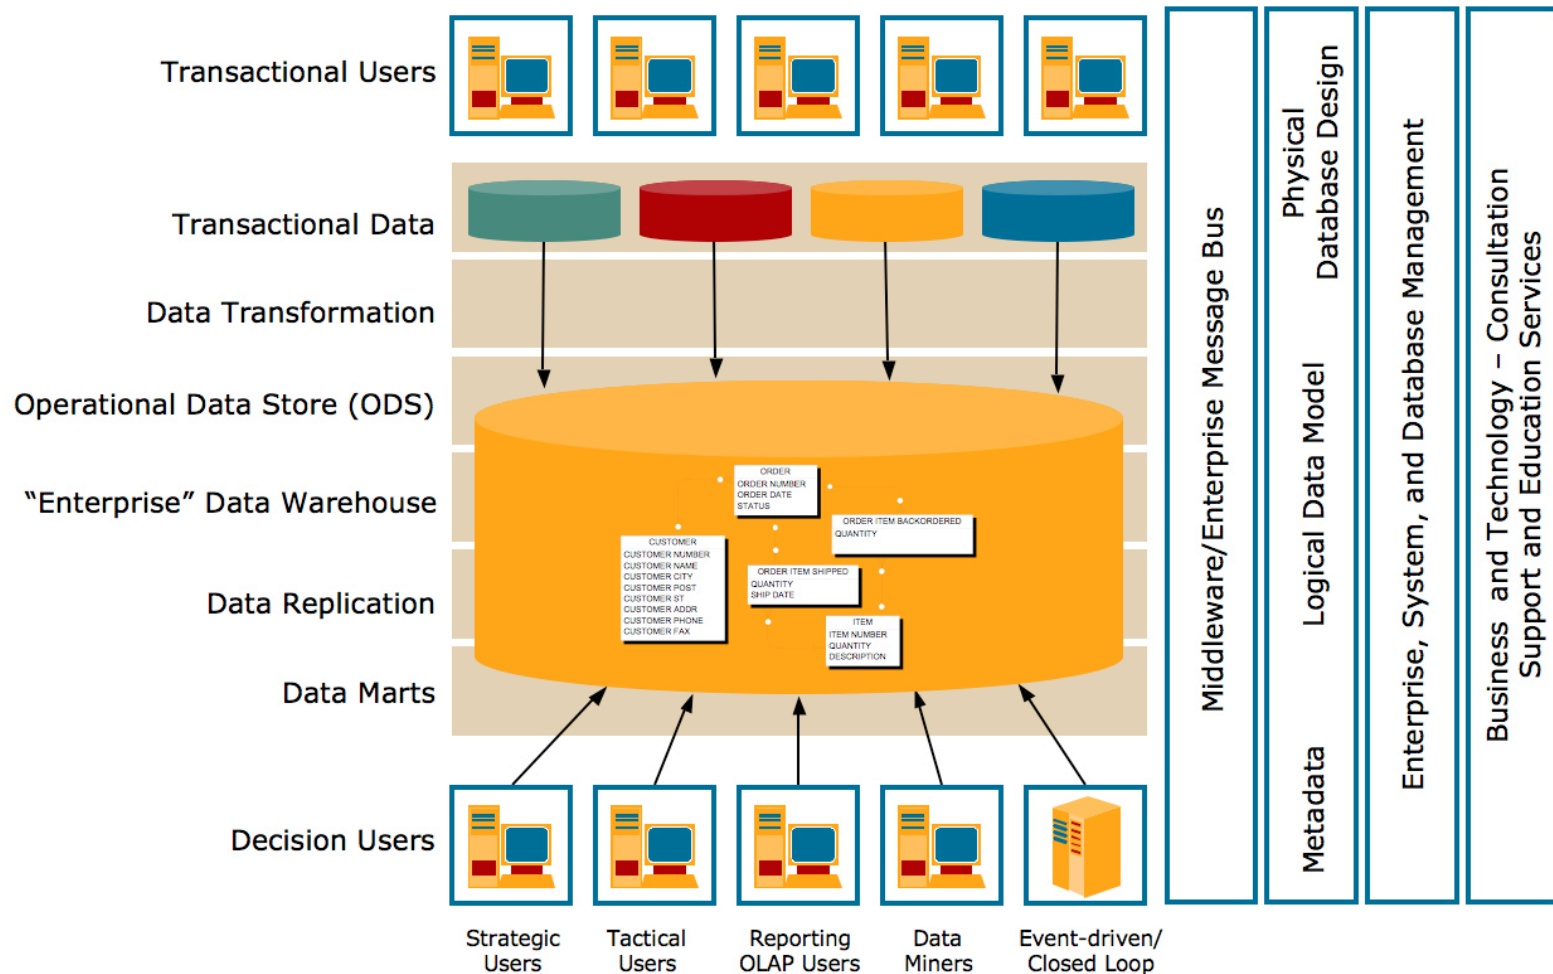 Transactional Users
Transactional Data
Data Transformation
Operational Data Store (ODS)
“Enterprise” Data Warehouse
Data Replication
Data Marts
Decision Users
ORDER
ORDER NUMBER
ORDER DATE
STATUS
ORDER ITEM BACKORDERED
QUANTITY
CUSTOMER
CUSTOMER NUMBER
CUSTOMER NAME
CUSTOMER CITY
CUSTOMER POST
CUSTOMER ST
CUSTOMER ADDR
CUSTOMER PHONE
CUSTOMER FAX
ORDER ITEM SHIPPED
QUANTITY
SHIP DATE
ITEM
ITEM NUMBER
QUANTITY
DESCRIPTION
Strategic
Users
Tactical
Users
Reporting
OLAP Users
Data
Miners
Event-driven/
Closed Loop
Middleware/Enterprise Message Bus
Physical
Database Design
Logical Data Model
Metadata
Enterprise, System, and Database Management
Business and Technology – Consultation
Support and Education Services